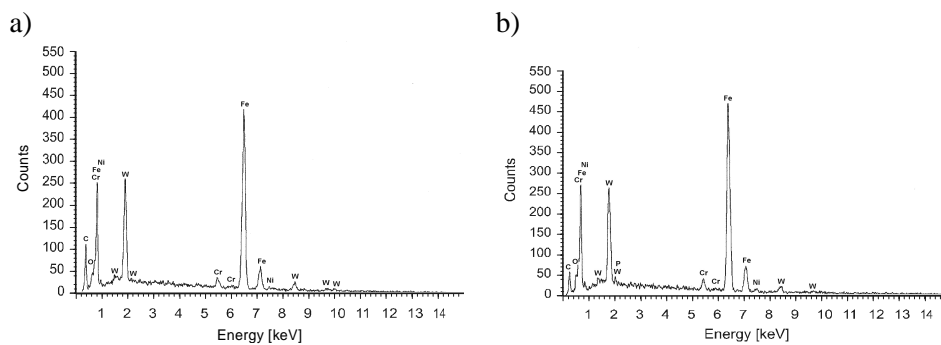 a)
550
500
450
400
350
300
250
200
150
100
50
0
Counts
C
O
Ni
Fe
Cr
W
W
W
Cr
Cr
Fe
Fe
Ni
W
W W
1 2 3 4 5 6 7 8 9 10 11 12 13 14
Energy [keV]
b)
550
500
450
400
350
300
250
200
150
100
50
0
Counts
C
O
Ni
Fe
Cr
W
W
P
W
Cr
Cr
Fe
Fe
Ni
W
W
1 2 3 4 5 6 7 8 9 10 11 12 13 14
Energy [keV]